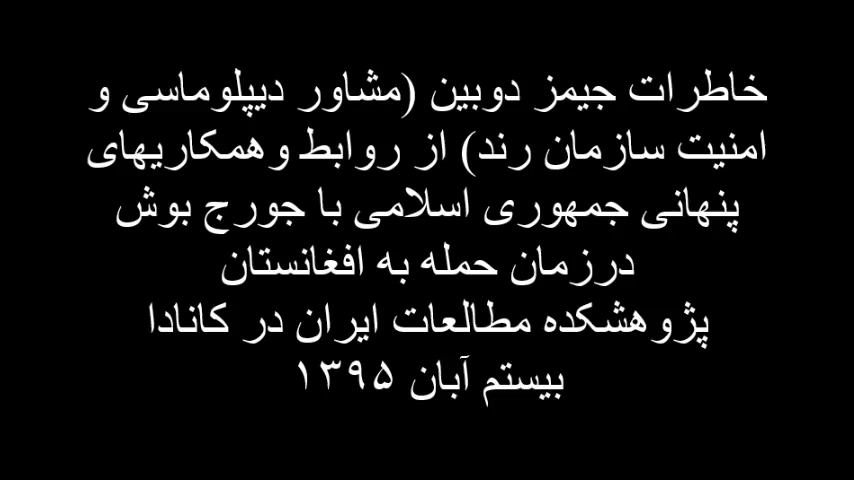 خاطرات جیمز دوبین (مشاور دیپلوماسی و
امنیت سازمان رند) از روابط وهمکاریهای
پنهانی جمهوری اسلامی با جورج بوش
درزمان حمله به افغانستان
پژوهشکده مطالعات ایران در کانادا
بیستم آبان ۱۳۹۵